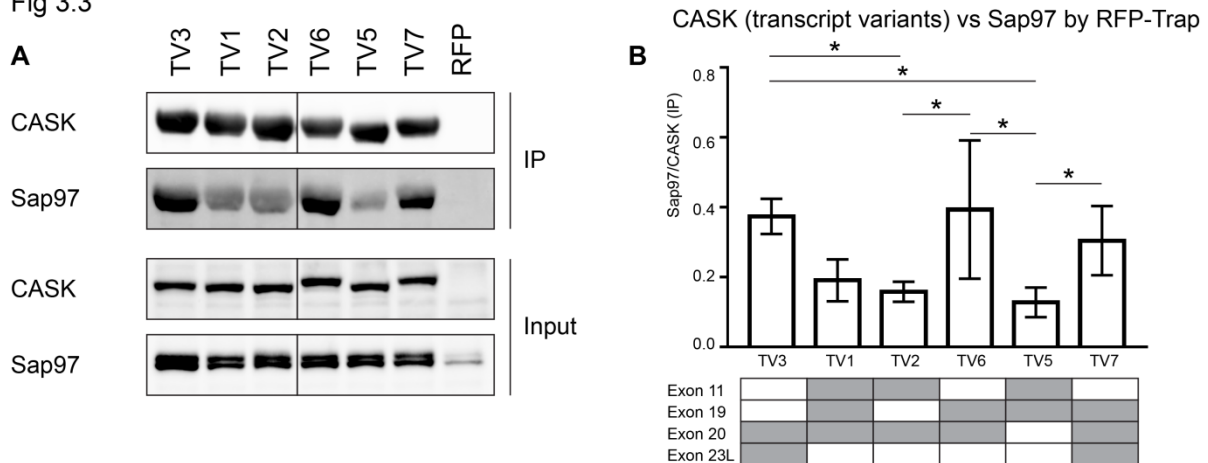 Fig 3.3
A
TV3 TV1 TV2 TV6 TV5 TV7 RFP
CASK
Sap97
IP
CASK
Sap97
Input
CASK (transcript variants) vs Sap97 by RFP-Trap
B
Sap97/CASK (IP)
0.8
0.6
0.4
0.2
0.0
* * * * *
TV3 TV1 TV2 TV6 TV5 TV7
Exon 11
Exon 19
Exon 20
Exon 23L